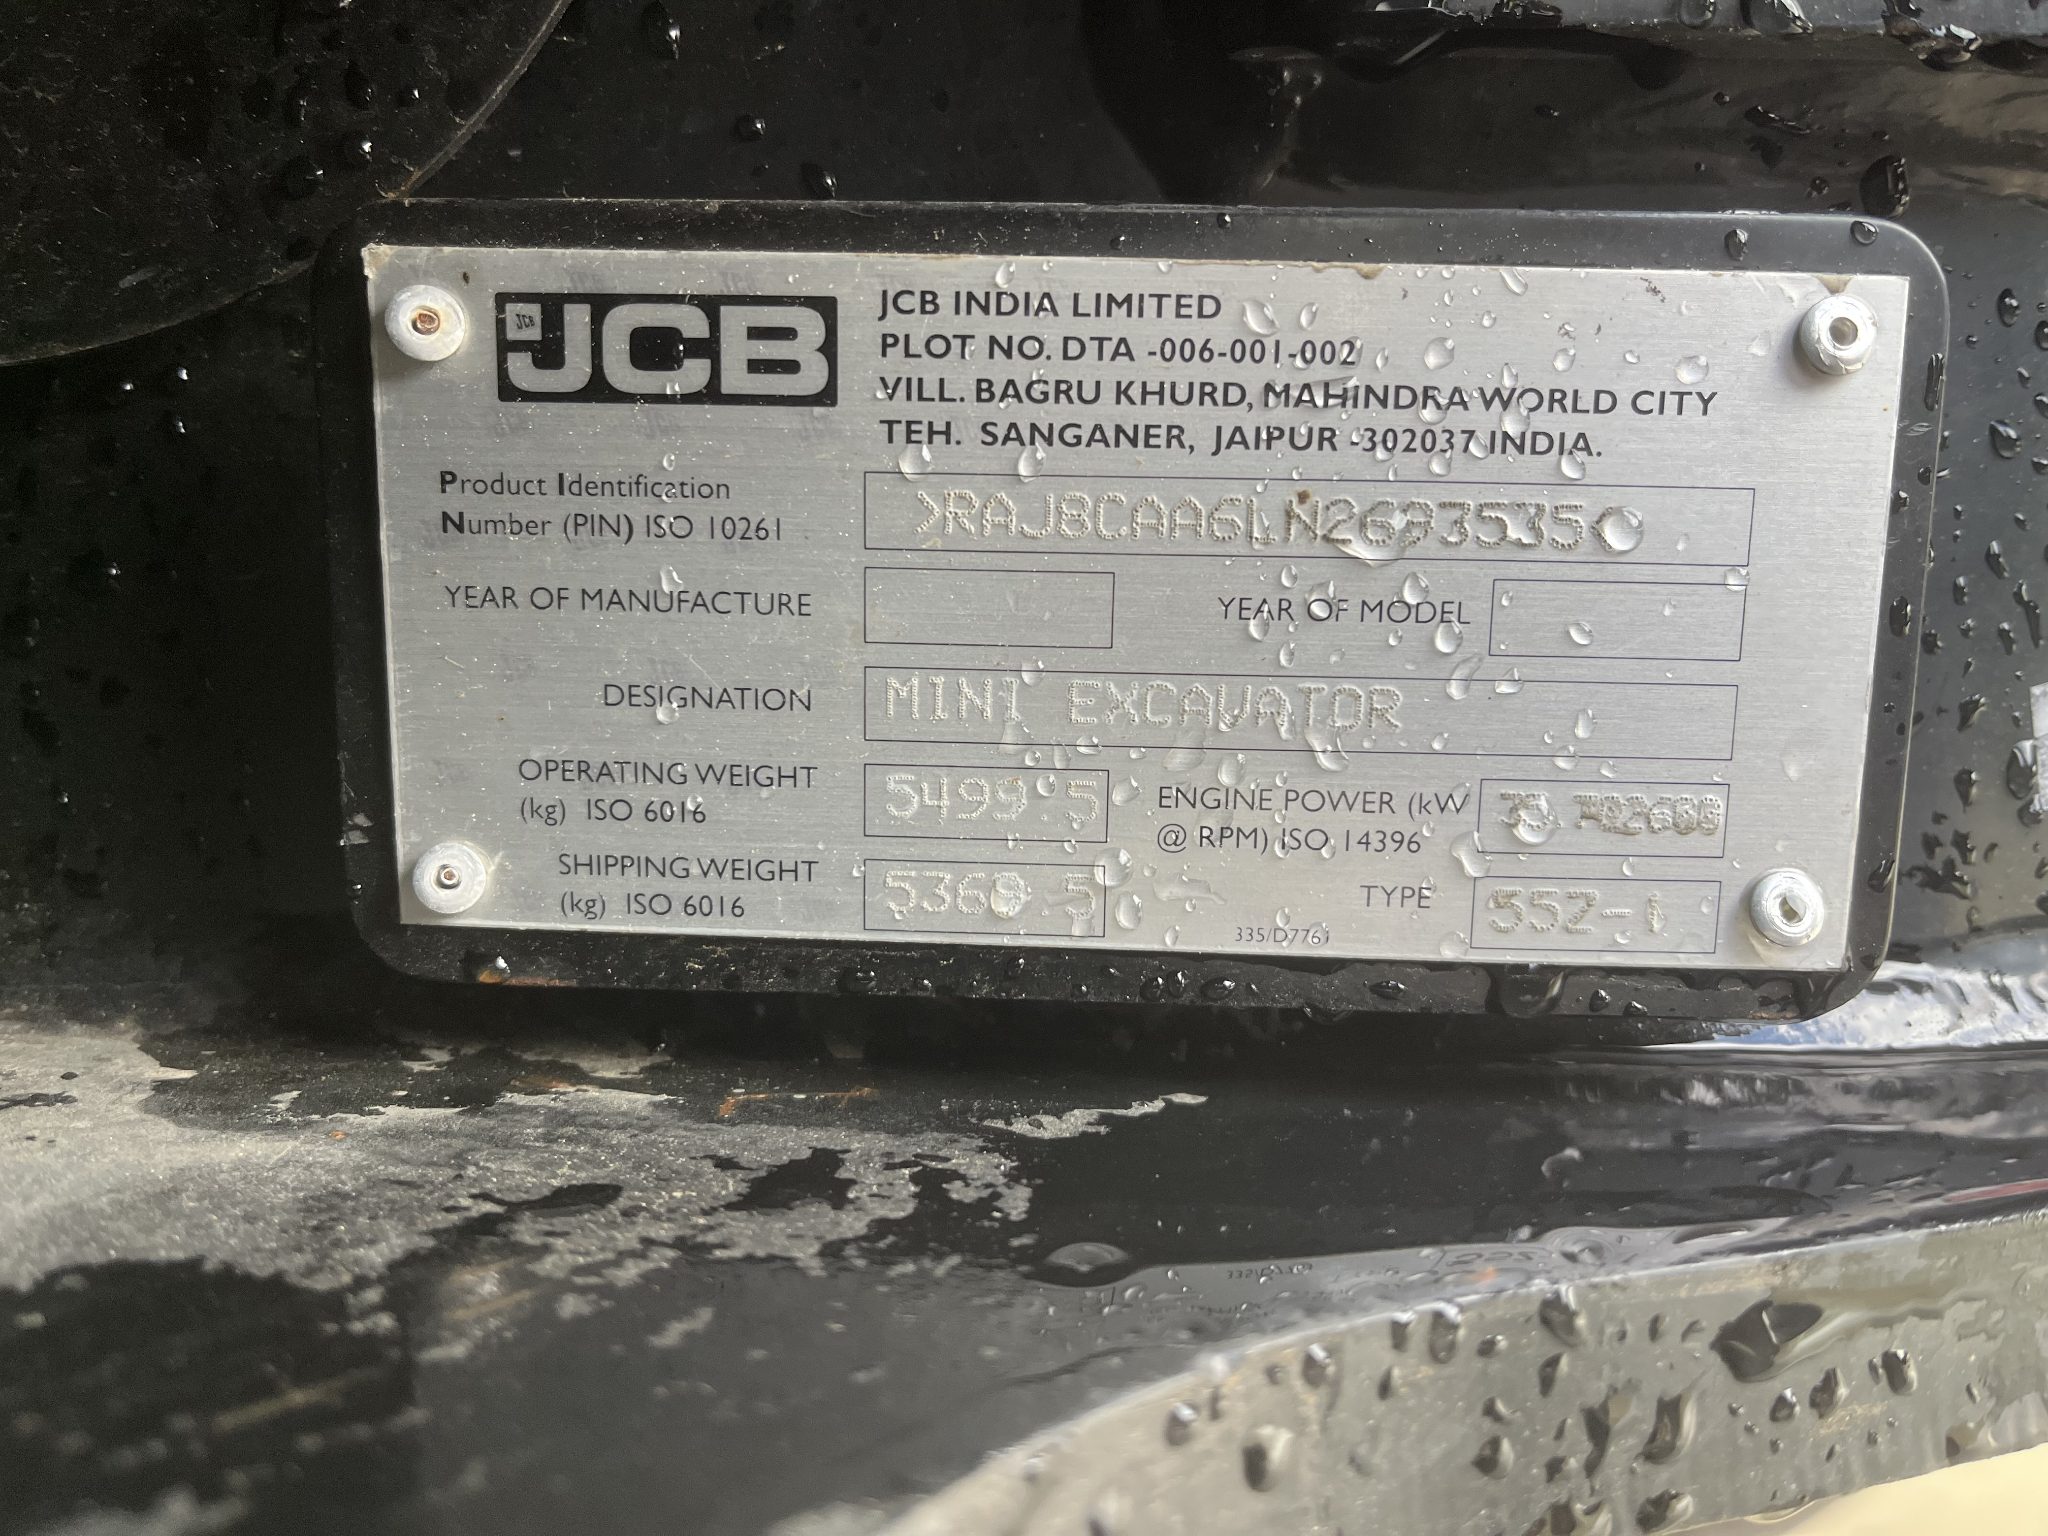 JCB
JCB INDIA LIMITED
PLOT NO. DTA -006-001-002
VILL. BAGRU KHURD, MAHINDRA WORLD CITY
TEH. SANGANER, JAIPUR -302037 INDIA.
Product Identification
Number (PIN) ISO 10261
>RAJ8CAA6LN2693535<
YEAR OF MANUFACTURE
YEAR OF MODEL
DESIGNATION
MINI EXCAVATOR
OPERATING WEIGHT
(kg) ISO 6016
5499.5
ENGINE POWER (kW
@ RPM) ISO 14396
SHIPPING WEIGHT
(kg) ISO 6016
TYPE
55Z-1
335/D7761